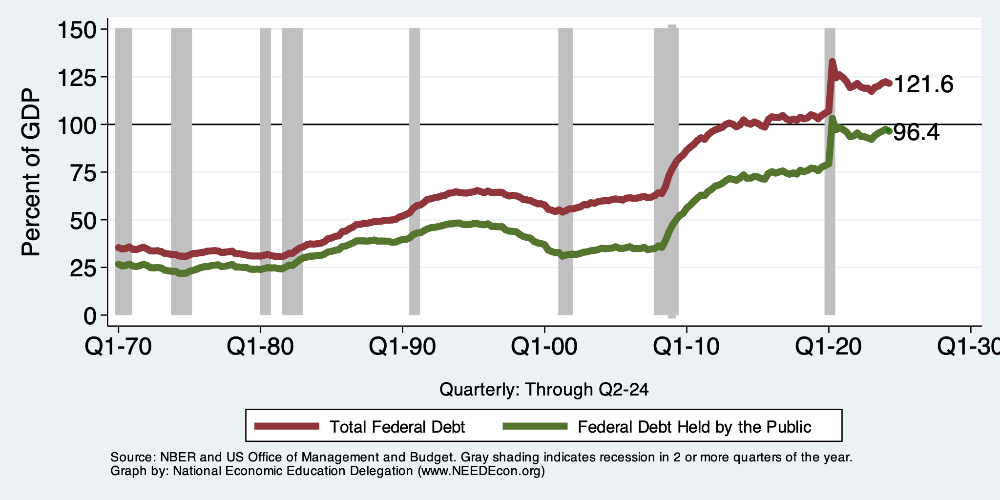 150
125
100
75
50
25
0
Percent of GDP
121.6
96.4
Q1-70 Q1-80 Q1-90 Q1-00 Q1-10 Q1-20 Q1-30
Quarterly: Through Q2-24
Total Federal Debt Federal Debt Held by the Public
Source: NBER and US Office of Management and Budget. Gray shading indicates recession in 2 or more quarters of the year.
Graph by: National Economic Education Delegation (www.NEEDEcon.org)